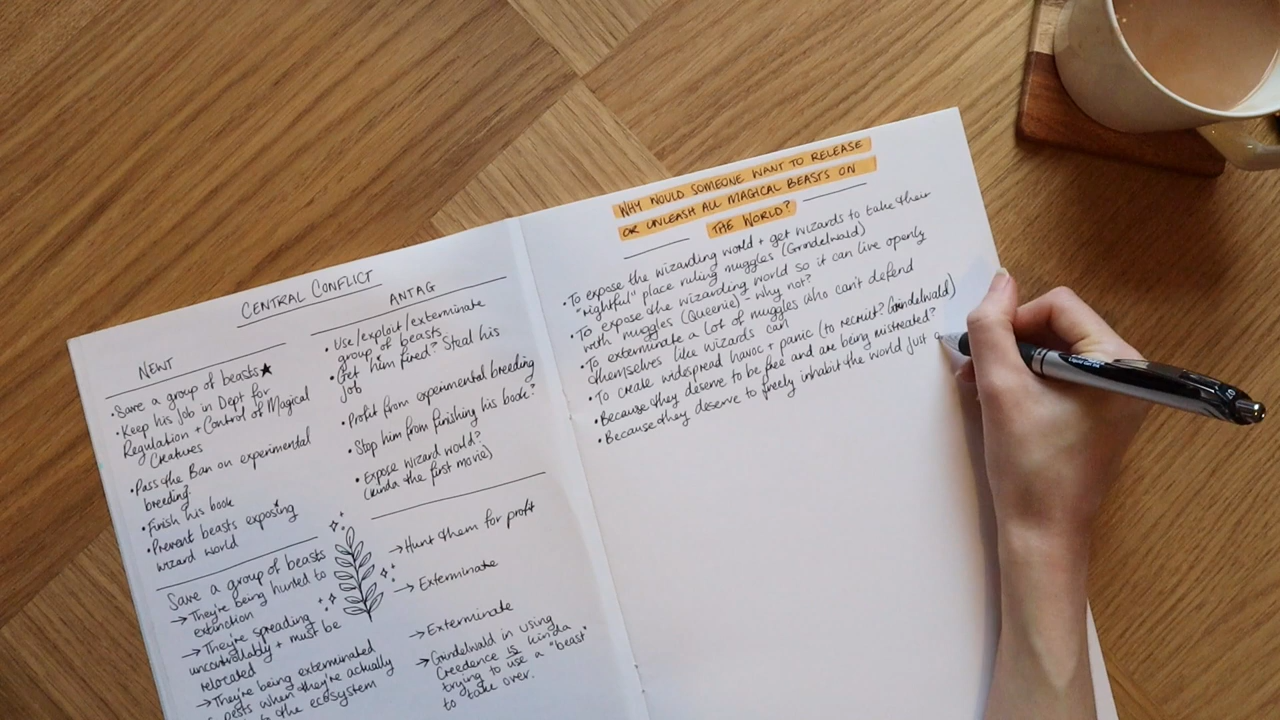 CENTRAL CONFLICT
NEWT
• Save a group of beasts★
• Keep his job in Dept for
Regulation + Control of Magical
Creatures
• Pass the Ban on experimental
breeding?
• Finish his book
• Prevent beasts exposing
wizard world
Save a group of beasts
→ They're being hunted to
extinction
→ They're spreading
uncontrollably + must be
relocated
→ They're being exterminated
pests when they're actually
the ecosystem
ANTAG
• Use/exploit/exterminate
group of beasts
• Get him fired? Steal his
job
• Profit from experimental breeding
• Stop him from finishing his book?
• Expose wizard world?
(kinda the first movie)
→ Hunt them for profit
→ Exterminate
→ Exterminate
→ Grindelwald in using
Creedence is kinda
trying to use a "beast"
to take over.
WHY WOULD SOMEONE WANT TO RELEASE
OR UNLEASH ALL MAGICAL BEASTS ON
THE WORLD?
• To expose the wizarding world + get wizards to take their
"rightful" place ruling muggles (Grindelwald)
• To expose the wizarding world so it can live openly
with muggles (Queenie) - why not?
• To exterminate a lot of muggles who can't defend
themselves like wizards can
• To create widespread havoc + panic (to recruit? Grindelwald)
• Because they deserve to be free and are being mistreated?
• Because they deserve to freely inhabit the world just a